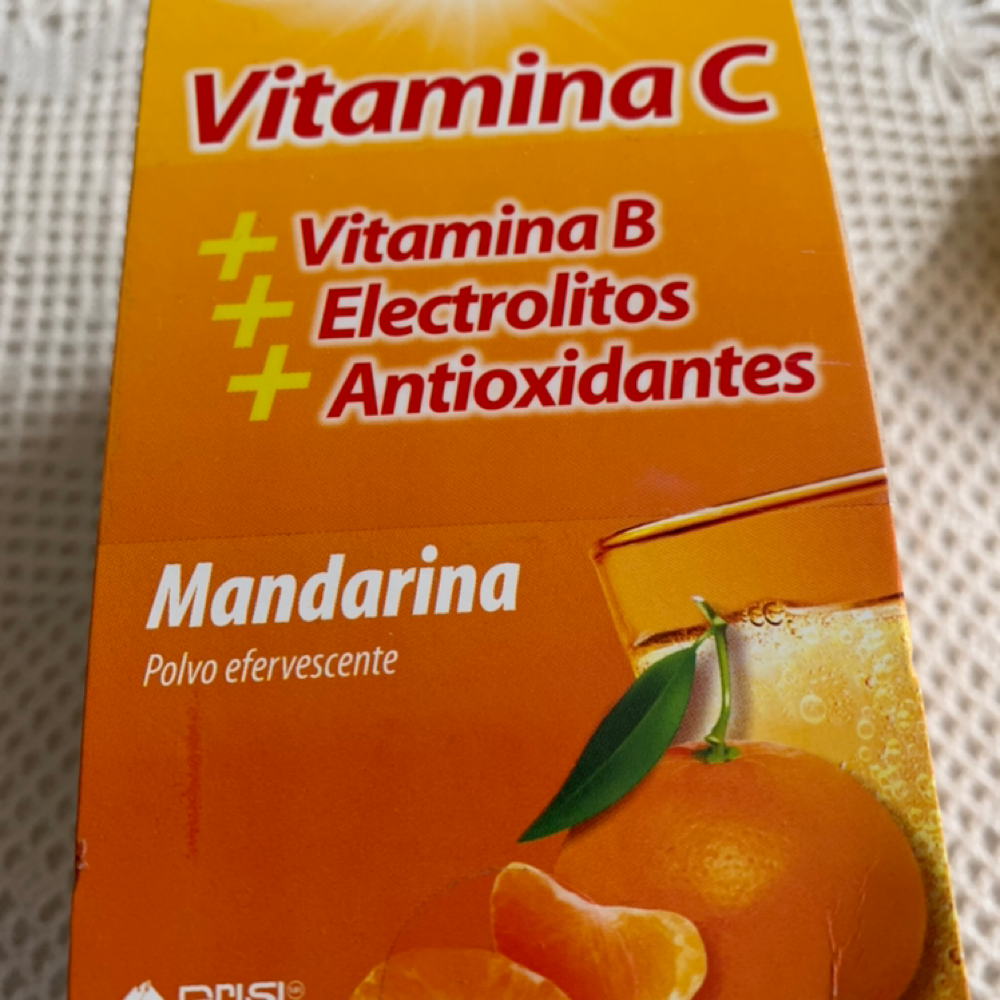 Vitamina C
+ Vitamina B
+ Electrolitos
+ Antioxidantes
Mandarina
Polvo efervescente